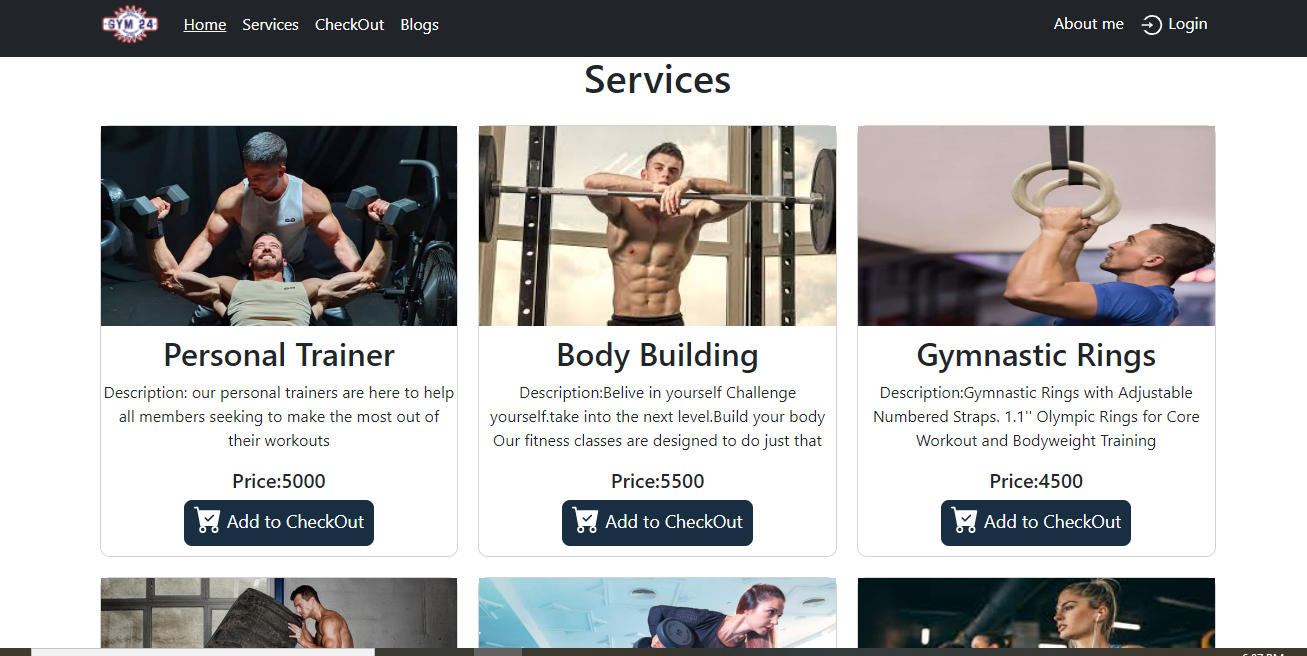 GYM 24
Home Services CheckOut Blogs About me Login
Services
Personal Trainer
Description: our personal trainers are here to help
all members seeking to make the most out of
their workouts
Price:5000
Add to CheckOut
Body Building
Description:Belive in yourself Challenge
yourself.take into the next level.Build your body
Our fitness classes are designed to do just that
Price:5500
Add to CheckOut
Gymnastic Rings
Description:Gymnastic Rings with Adjustable
Numbered Straps. 1.1'' Olympic Rings for Core
Workout and Bodyweight Training
Price:4500
Add to CheckOut